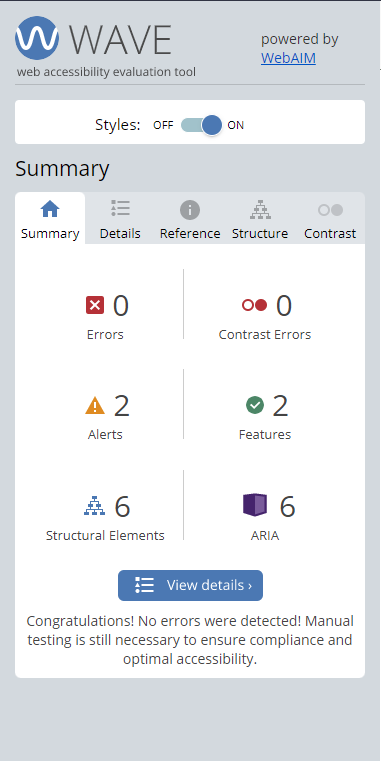 WAVE
web accessibility evaluation tool
powered by
WebAIM
Styles: OFF ON
Summary
Summary Details Reference Structure Contrast
0
Errors
0
Contrast Errors
2
Alerts
2
Features
6
Structural Elements
6
ARIA
View details ›
Congratulations! No errors were detected! Manual
testing is still necessary to ensure compliance and
optimal accessibility.